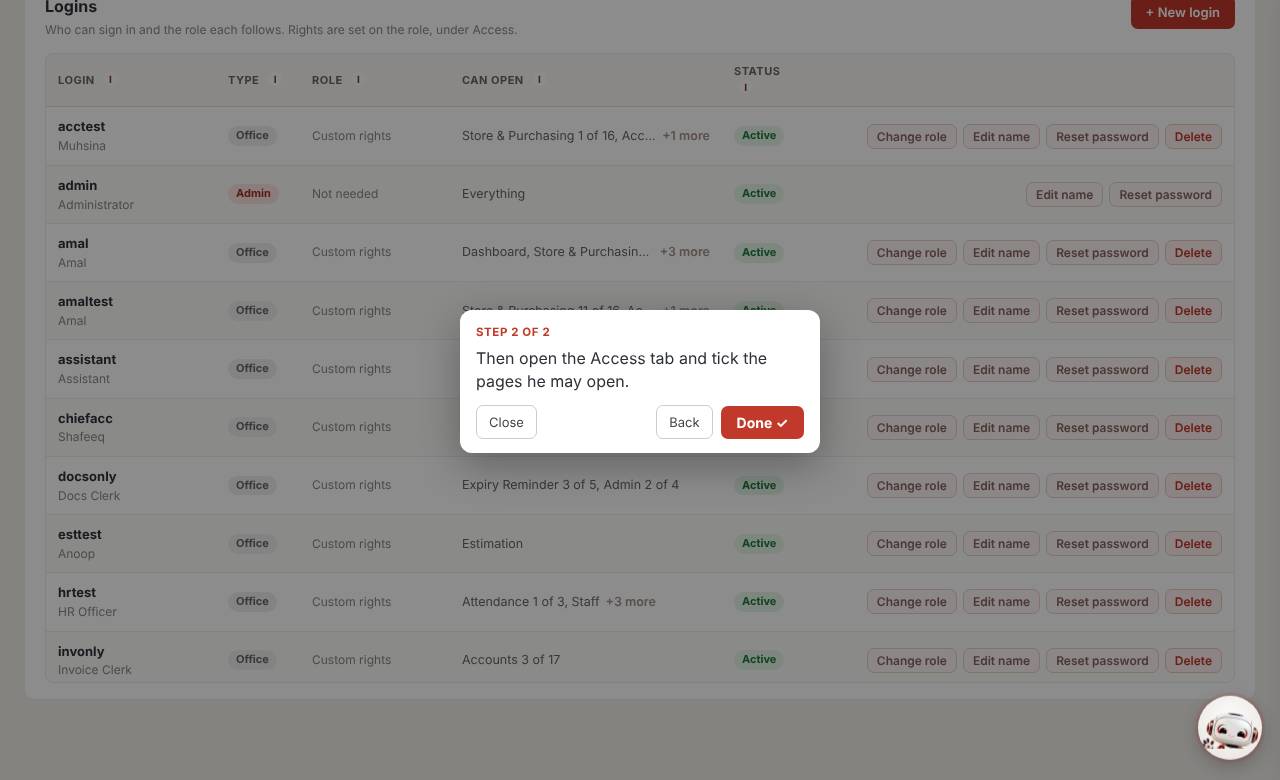 Logins
Who can sign in and the role each follows. Rights are set on the role, under Access.
+ New login
LOGIN TYPE ROLE CAN OPEN STATUS
acctest Office Custom rights Store & Purchasing 1 of 16, Acc... +1 more Active Change role Edit name Reset password Delete
Muhsina
admin Admin Not needed Everything Active Edit name Reset password
Administrator
amal Office Custom rights Dashboard, Store & Purchasin... +3 more Active Change role Edit name Reset password Delete
Amal
amaltest Office Custom rights Change role Edit name Reset password Delete
Amal
STEP 2 OF 2
Then open the Access tab and tick the
pages he may open.
Close Back Done ✓
assistant Office Custom rights Change role Edit name Reset password Delete
Assistant
chiefacc Office Custom rights Change role Edit name Reset password Delete
Shafeeq
docsonly Office Custom rights Expiry Reminder 3 of 5, Admin 2 of 4 Active Change role Edit name Reset password Delete
Docs Clerk
esttest Office Custom rights Estimation Active Change role Edit name Reset password Delete
Anoop
hrtest Office Custom rights Attendance 1 of 3, Staff +3 more Active Change role Edit name Reset password Delete
HR Officer
invonly Office Custom rights Accounts 3 of 17 Active Change role Edit name Reset password Delete
Invoice Clerk